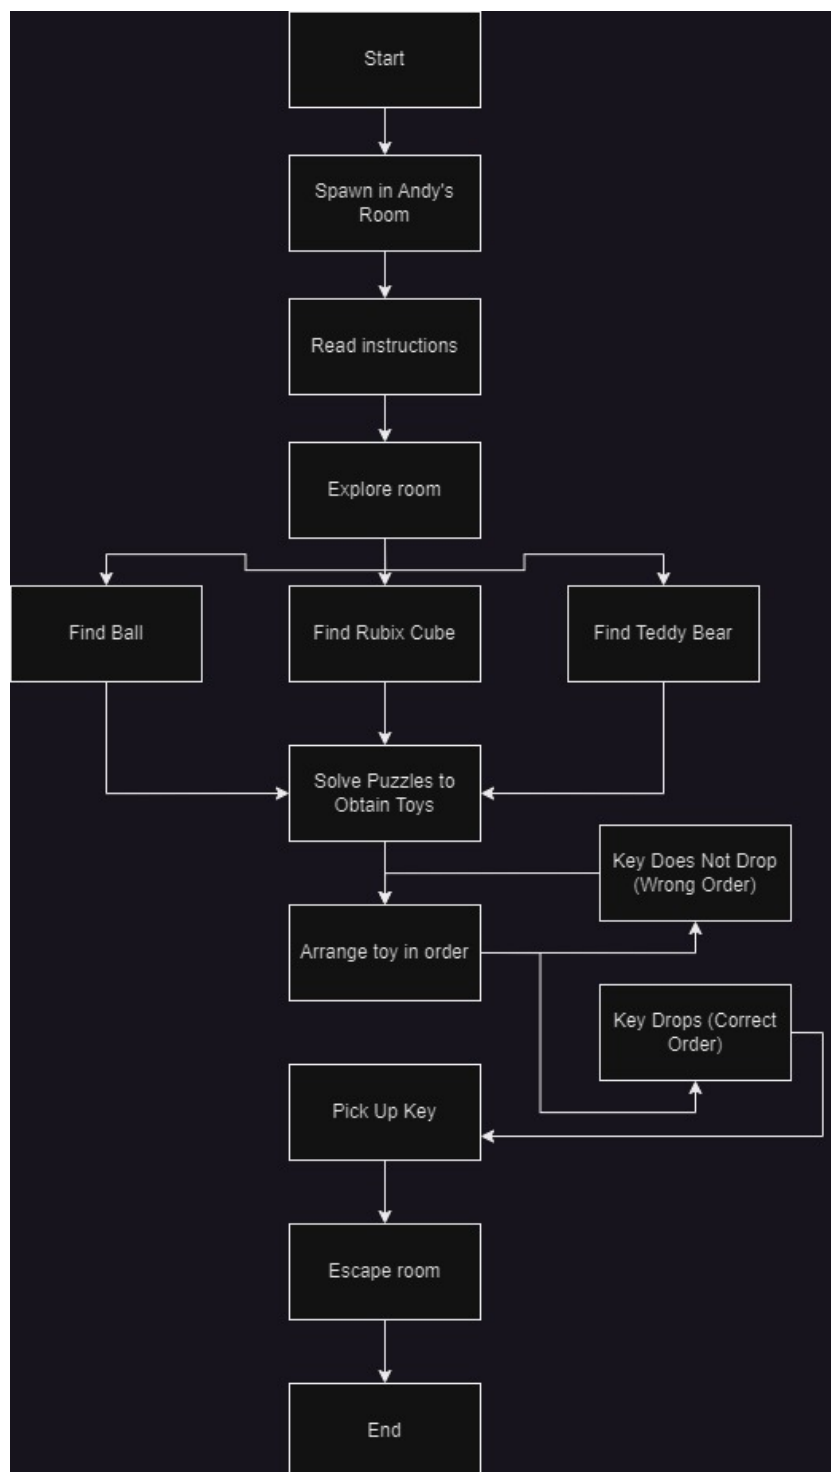 Start
Spawn in Andy's
Room
Read instructions
Explore room
Find Ball
Find Rubix Cube
Find Teddy Bear
Solve Puzzles to
Obtain Toys
Key Does Not Drop
(Wrong Order)
Arrange toy in order
Key Drops (Correct
Order)
Pick Up Key
Escape room
End